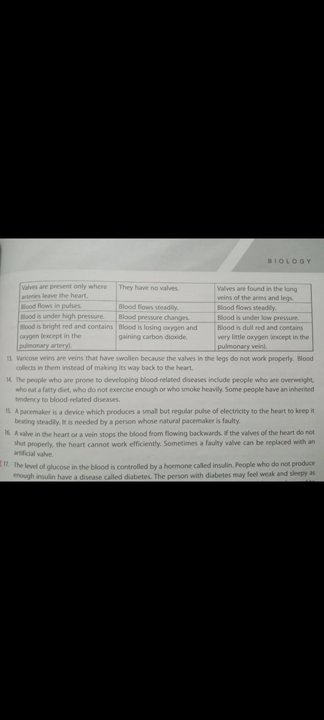 BIOLOGY
Valves are present only where | They have no valves. | Valves are found in the long
arteries leave the heart. | | veins of the arms and legs.
Blood flows in pulses. | Blood flows steadily. | Blood flows steadily.
Blood is under high pressure. | Blood pressure changes. | Blood is under low pressure.
Blood is bright red and contains | Blood is losing oxygen and | Blood is dull red and contains
oxygen (except in the | gaining carbon dioxide. | very little oxygen (except in the
pulmonary artery). | | pulmonary vein).
13. Varicose veins are veins that have swollen because the valves in the legs do not work properly. Blood
collects in them instead of making its way back to the heart.
14. The people who are prone to developing blood-related diseases include people who are overweight,
who eat a fatty diet, who do not exercise enough or who smoke heavily. Some people have an inherited
tendency to blood-related diseases.
15. A pacemaker is a device which produces a small but regular pulse of electricity to the heart to keep it
beating steadily. It is needed by a person whose natural pacemaker is faulty.
16. A valve in the heart or a vein stops the blood from flowing backwards. If the valves of the heart do not
shut properly, the heart cannot work efficiently. Sometimes a faulty valve can be replaced with an
artificial valve.
17. The level of glucose in the blood is controlled by a hormone called insulin. People who do not produce
enough insulin have a disease called diabetes. The person with diabetes may feel weak and sleepy as